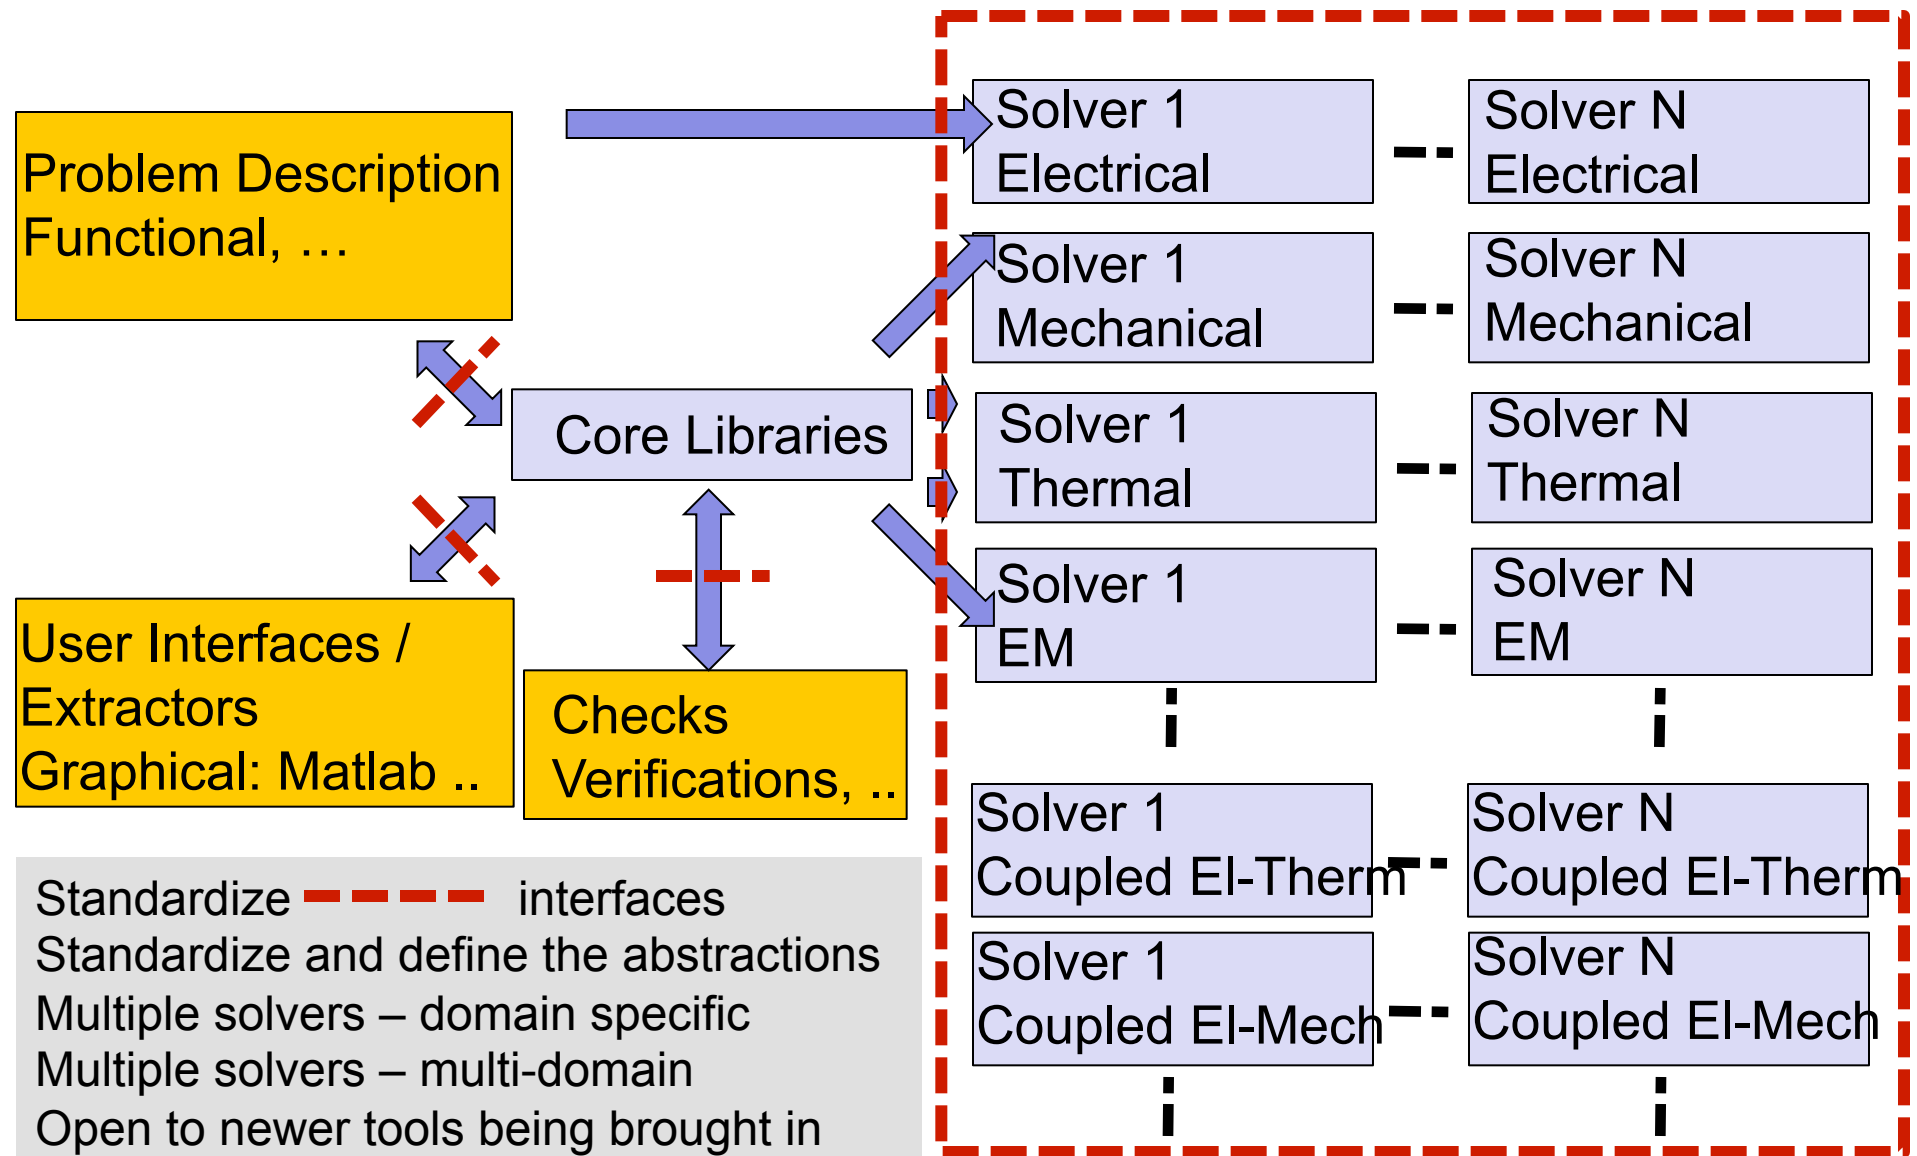 Problem Description
Functional, …
Core Libraries
User Interfaces /
Extractors
Graphical: Matlab ..
Checks
Verifications, ..
Solver 1
Electrical
Solver N
Electrical
Solver 1
Mechanical
Solver N
Mechanical
Solver 1
Thermal
Solver N
Thermal
Solver 1
EM
Solver N
EM
Solver 1
Coupled El-Therm
Solver N
Coupled El-Therm
Solver 1
Coupled El-Mech
Solver N
Coupled El-Mech
Standardize interfaces
Standardize and define the abstractions
Multiple solvers – domain specific
Multiple solvers – multi-domain
Open to newer tools being brought in